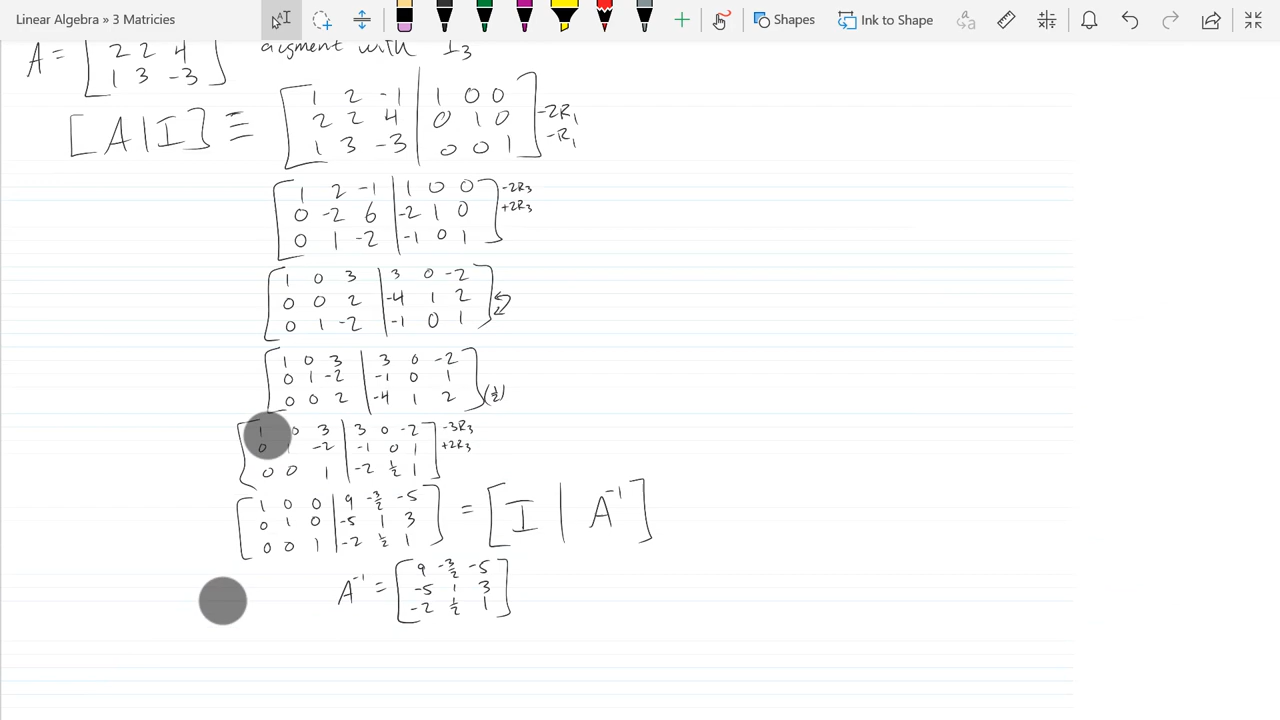 Linear Algebra » 3 Matricies
Shapes
Ink to Shape
A = [ 2 2 4 augment with I₃
1 3 -3 ]
[A|I] ≡ [ 1 2 -1 | 1 0 0
2 2 4 | 0 1 0 -2R₁
1 3 -3 | 0 0 1 ] -R₁
[ 1 2 -1 | 1 0 0 -2R₃
0 -2 6 | -2 1 0 +2R₃
0 1 -2 | -1 0 1 ]
[ 1 0 3 | 3 0 -2
0 0 2 | -4 1 2
0 1 -2 | -1 0 1 ]
[ 1 0 3 | 3 0 -2
0 1 -2 | -1 0 1
0 0 2 | -4 1 2 ] (½)
[ 1 0 3 | 3 0 -2 -3R₃
0 1 -2 | -1 0 1 +2R₃
0 0 1 | -2 ½ 1 ]
[ 1 0 0 | 9 -3/2 -5
0 1 0 | -5 1 3 ] = [ I | A⁻¹ ]
0 0 1 | -2 ½ 1
A⁻¹ = [ 9 -3/2 -5
-5 1 3
-2 ½ 1 ]